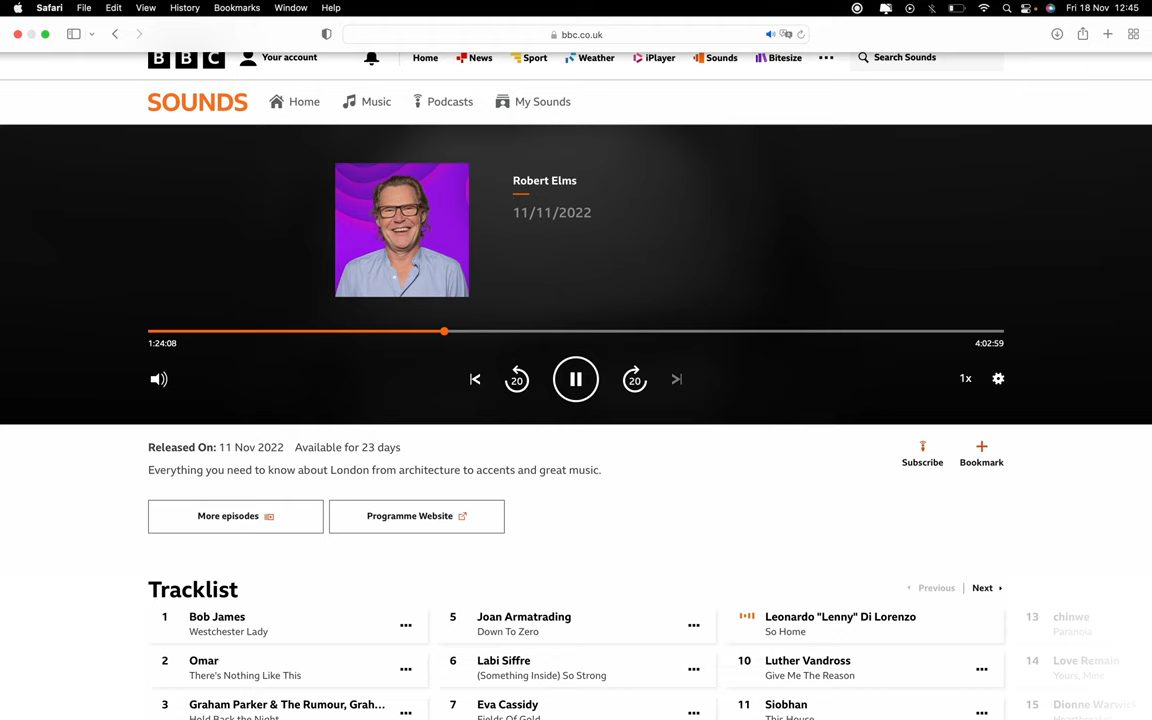 Safari File Edit View History Bookmarks Window Help Fri 18 Nov 12:45
bbc.co.uk
BBC Your account Home News Sport Weather iPlayer Sounds Bitesize Search Sounds
SOUNDS Home Music Podcasts My Sounds
Robert Elms
11/11/2022
1:24:08 4:02:59
20 20 1x
Released On: 11 Nov 2022 Available for 23 days
Subscribe Bookmark
Everything you need to know about London from architecture to accents and great music.
More episodes Programme Website
Tracklist Previous | Next
1 Bob James
Westchester Lady
5 Joan Armatrading
Down To Zero
Leonardo "Lenny" Di Lorenzo
So Home
13 chinwe
Paranoia
2 Omar
There's Nothing Like This
6 Labi Siffre
(Something Inside) So Strong
10 Luther Vandross
Give Me The Reason
14 Love Remain
Yours, Mine
3 Graham Parker & The Rumour, Grah...
Hold Back the Night
7 Eva Cassidy
Fields Of Gold
11 Siobhan
This House
15 Dionne Warwick
Heartbreaker